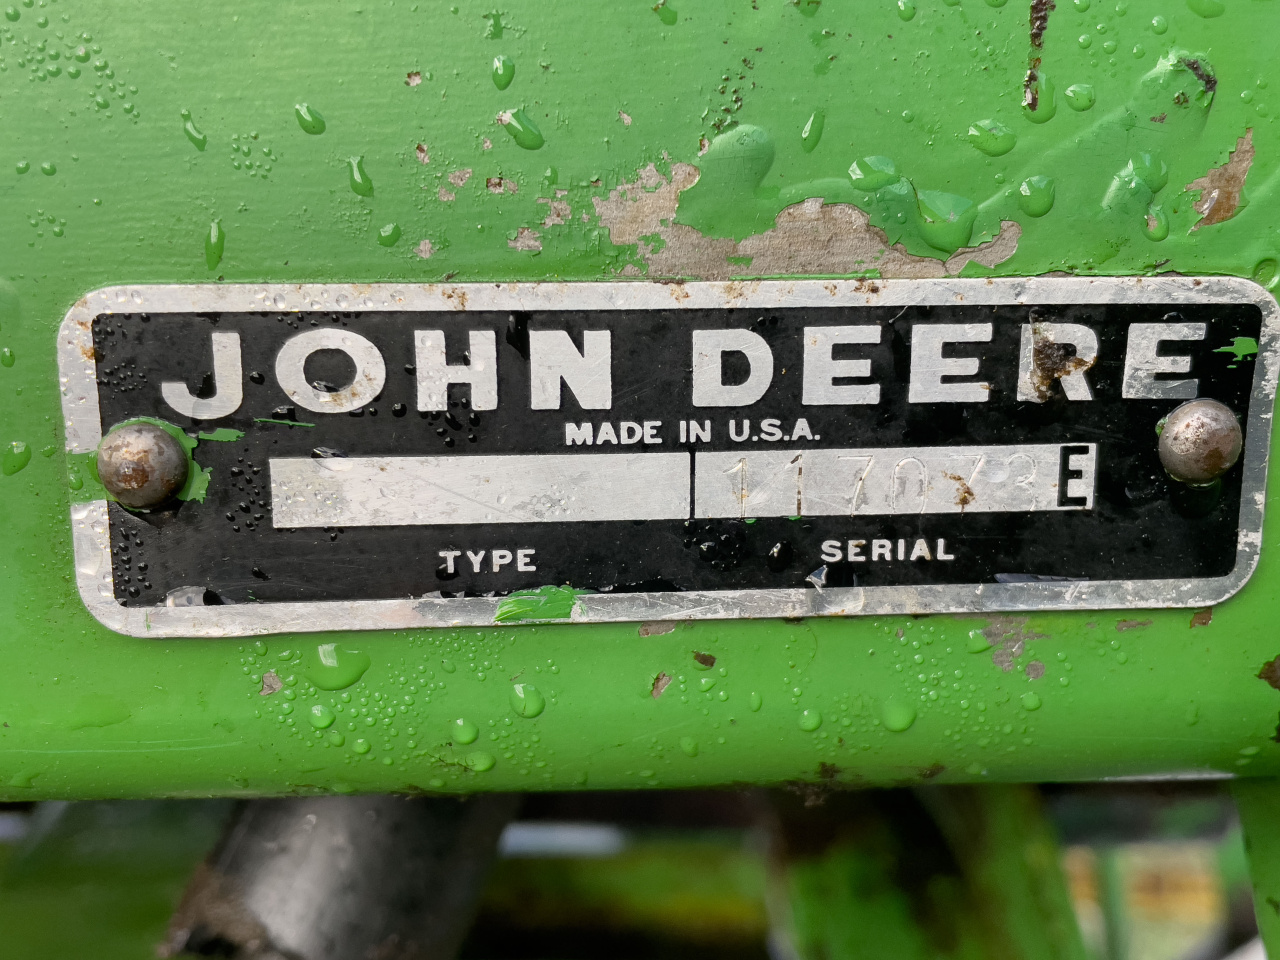 JOHN DEERE
MADE IN U.S.A.
117073E
TYPE SERIAL